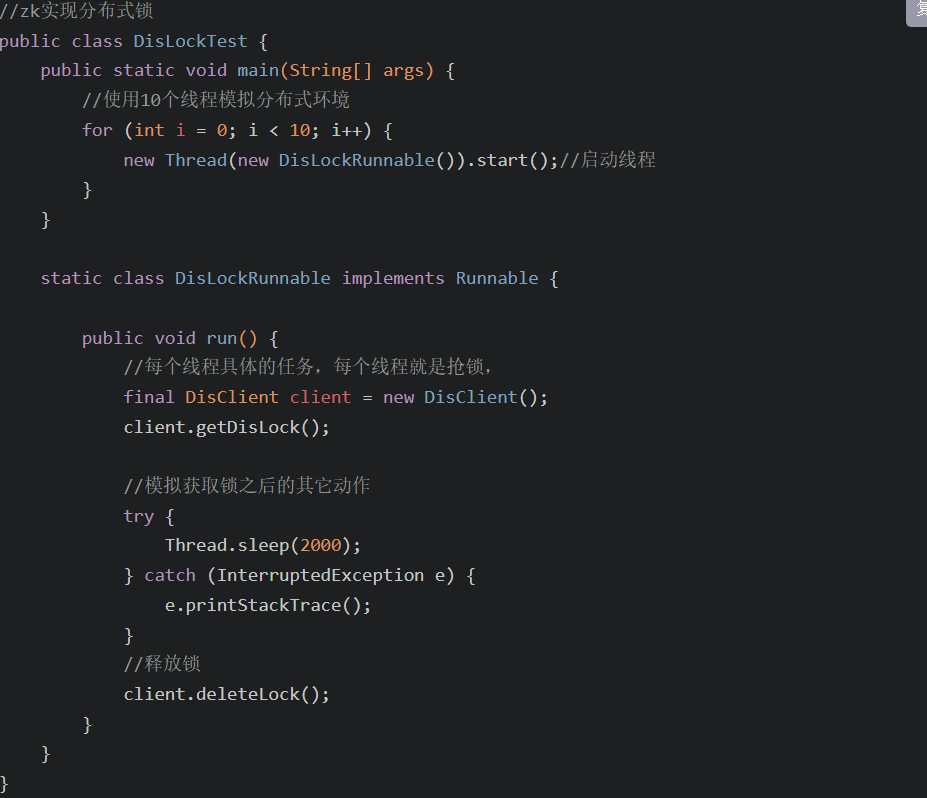 //zk实现分布式锁
public class DisLockTest {
    public static void main(String[] args) {
        //使用10个线程模拟分布式环境
        for (int i = 0; i < 10; i++) {
            new Thread(new DisLockRunnable()).start();//启动线程
        }
    }

    static class DisLockRunnable implements Runnable {

        public void run() {
            //每个线程具体的任务，每个线程就是抢锁，
            final DisClient client = new DisClient();
            client.getDisLock();

            //模拟获取锁之后的其它动作
            try {
                Thread.sleep(2000);
            } catch (InterruptedException e) {
                e.printStackTrace();
            }
            //释放锁
            client.deleteLock();
        }
    }
}